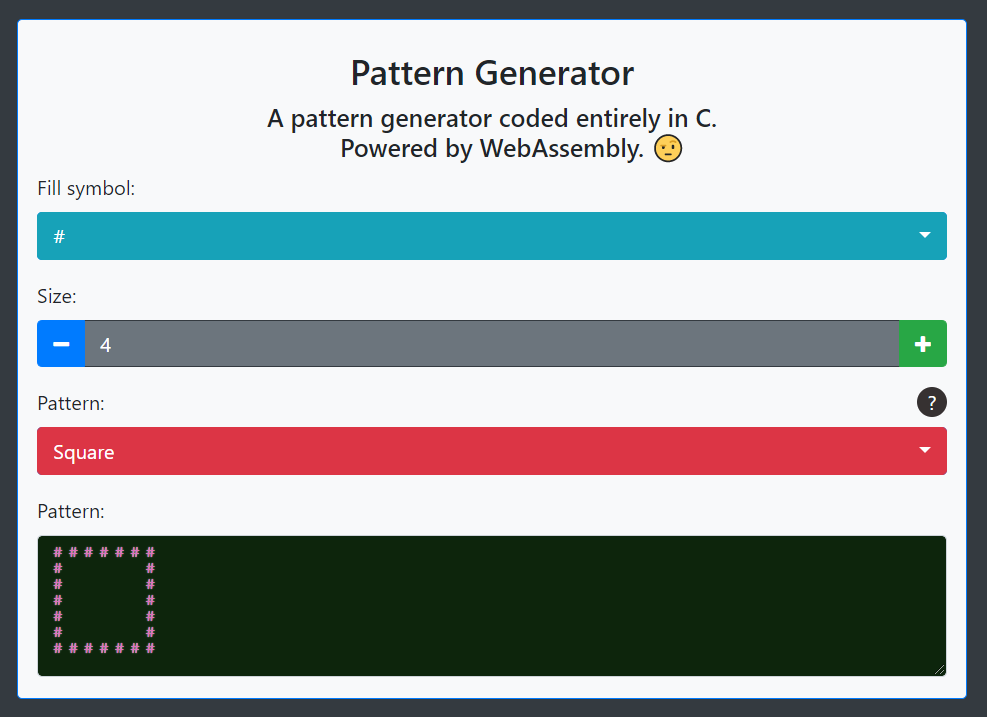 Pattern Generator
A pattern generator coded entirely in C.
Powered by WebAssembly. 🤨
Fill symbol:
#
Size:
4
Pattern:
?
Square
Pattern:
# # # # # # #
#           #
#           #
#           #
#           #
#           #
# # # # # # #